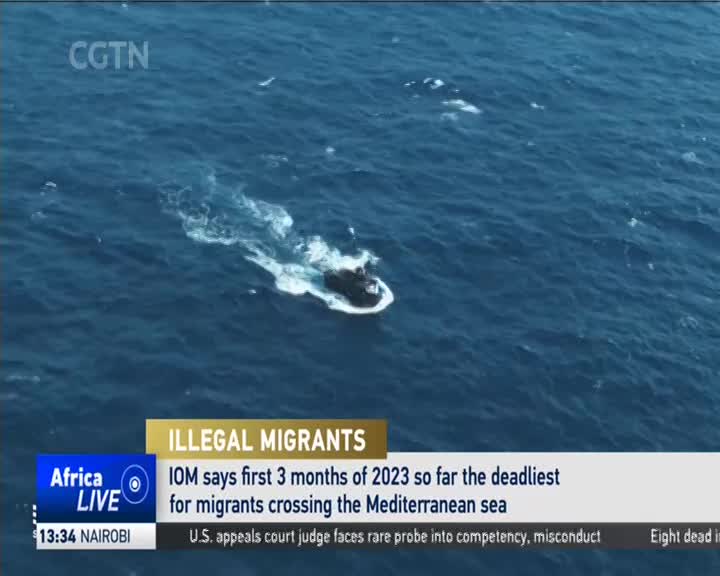 CGTN
ILLEGAL MIGRANTS
IOM says first 3 months of 2023 so far the deadliest
for migrants crossing the Mediterranean sea
Africa
LIVE
13:34 NAIROBI
U.S. appeals court judge faces rare probe into competency, misconduct
Eight dead i